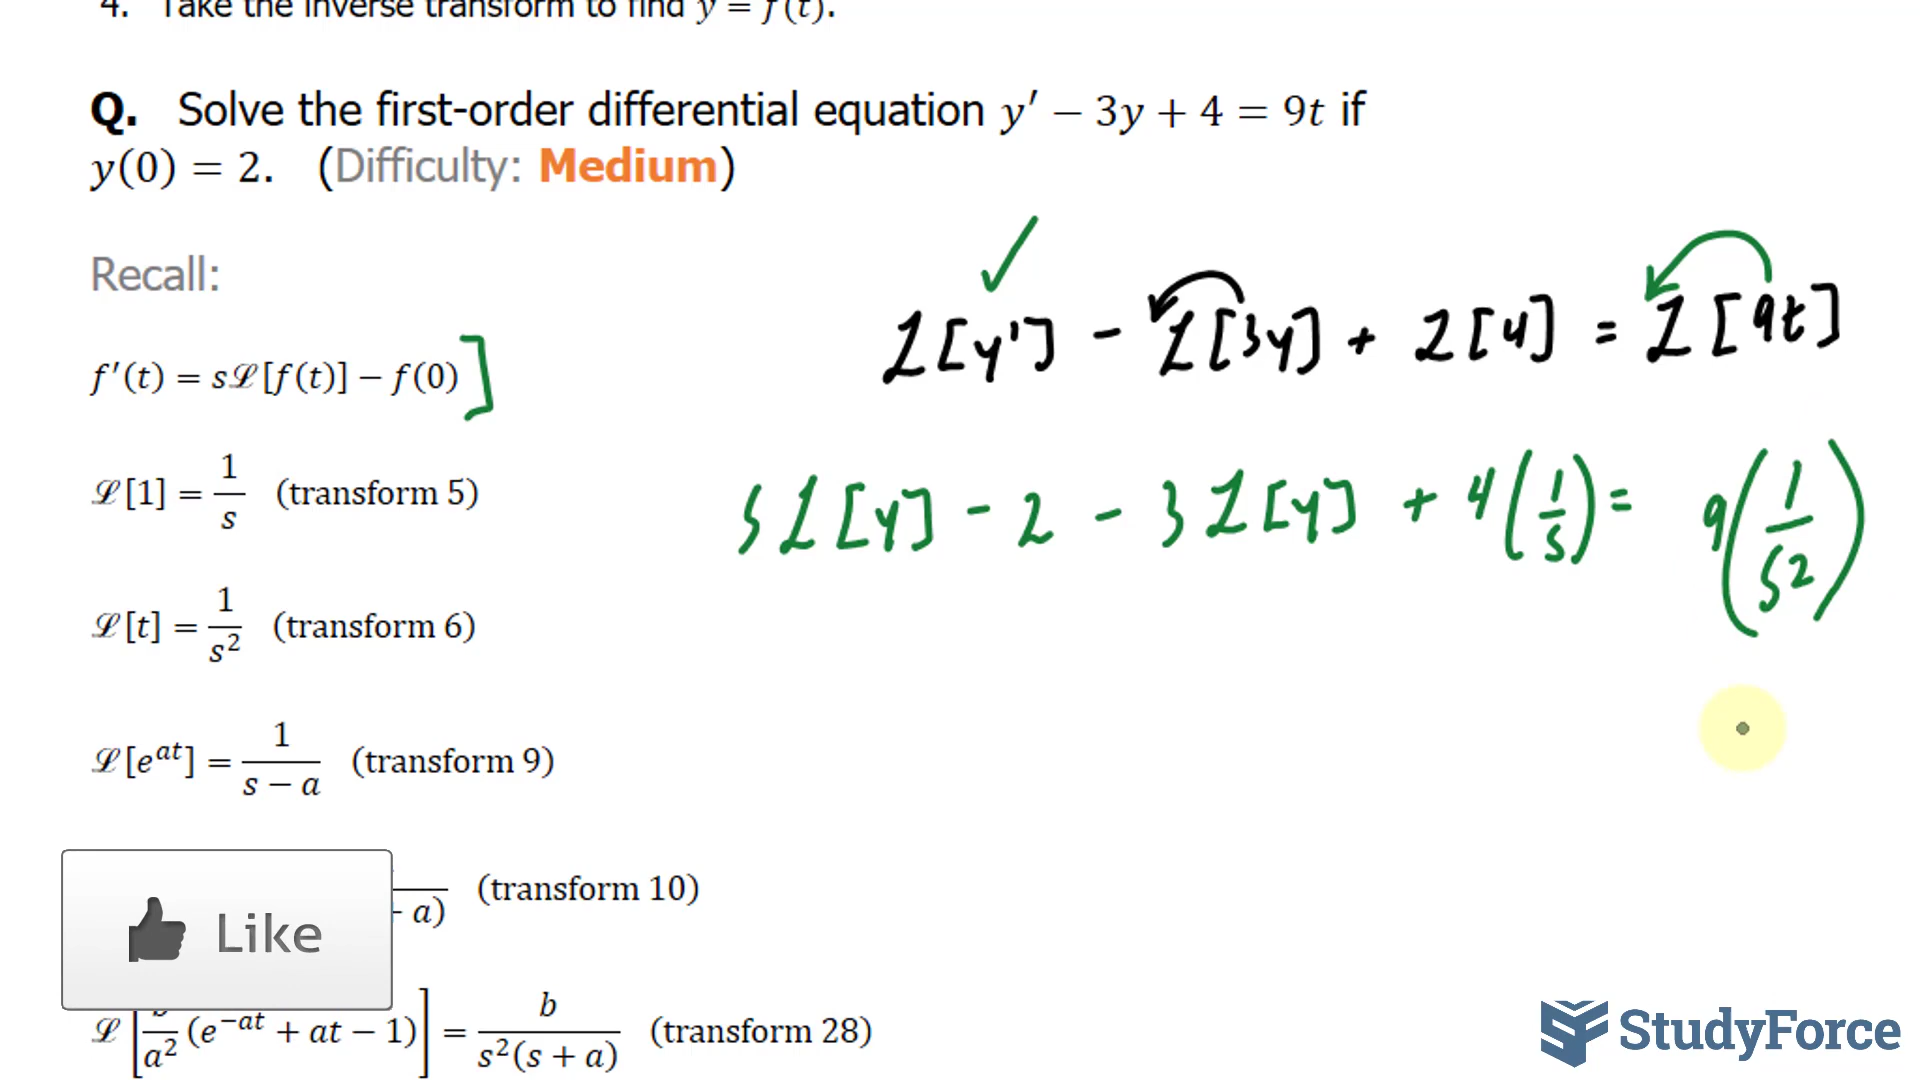 4. Take the inverse transform to find y = f(t).
Q. Solve the first-order differential equation y′ − 3y + 4 = 9t if
y(0) = 2. (Difficulty: Medium)
Recall:
ℒ[y'] - ℒ[3y] + ℒ[4] = ℒ[9t]
f′(t) = sℒ[f(t)] − f(0)]
ℒ[1] = 1/s (transform 5)
sℒ[y] - 2 - 3ℒ[y] + 4(1/s) = 9(1/s²)
ℒ[t] = 1/s² (transform 6)
ℒ[eᵃᵗ] = 1/(s − a) (transform 9)
a) (transform 10)
Like
ℒ[b/a² (e⁻ᵃᵗ + at − 1)] = b/(s²(s + a)) (transform 28)
StudyForce